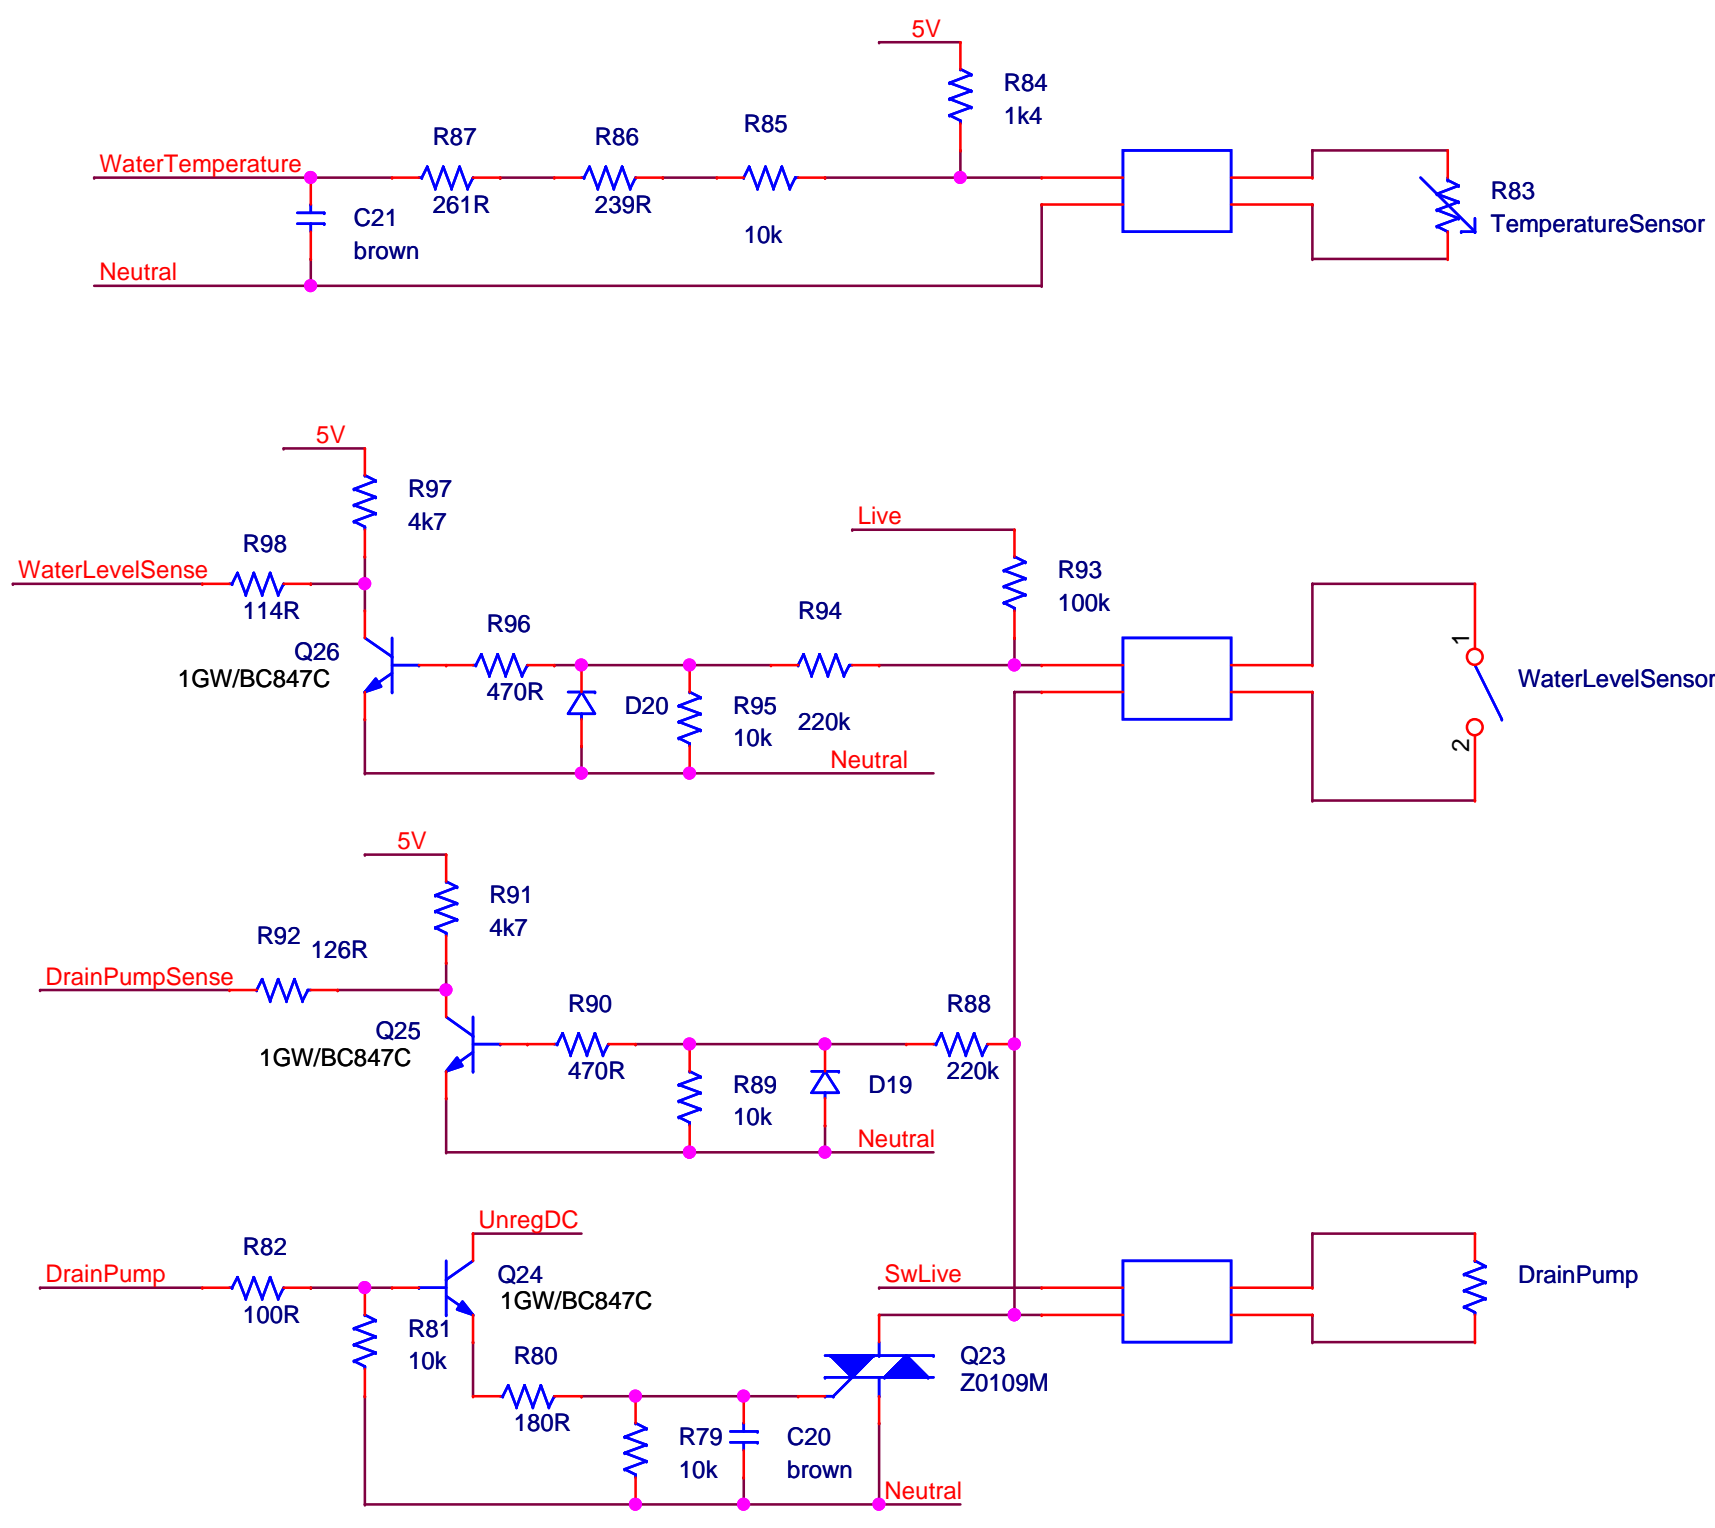 5V
R84
1k4
R87
R86
R85
WaterTemperature
261R
239R
10k
C21
brown
R83
TemperatureSensor
Neutral
5V
R97
4k7
Live
R98
WaterLevelSense
114R
R93
100k
R96
R94
Q26
1GW/BC847C
470R
D20
R95
10k
220k
1
2
WaterLevelSensor
Neutral
5V
R91
4k7
R92
126R
DrainPumpSense
R90
R88
Q25
1GW/BC847C
470R
220k
R89
10k
D19
Neutral
UnregDC
R82
DrainPump
100R
Q24
1GW/BC847C
SwLive
DrainPump
R81
10k
R80
180R
Q23
Z0109M
R79
10k
C20
brown
Neutral